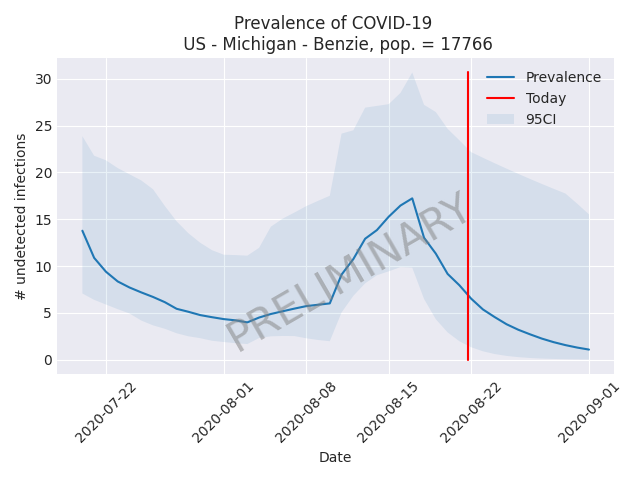 Prevalence of COVID-19
US - Michigan - Benzie, pop. = 17766
# undetected infections
30
25
20
15
10
5
0
Prevalence
Today
95CI
PRELIMINARY
2020-07-22
2020-08-01
2020-08-08
2020-08-15
2020-08-22
2020-09-01
Date